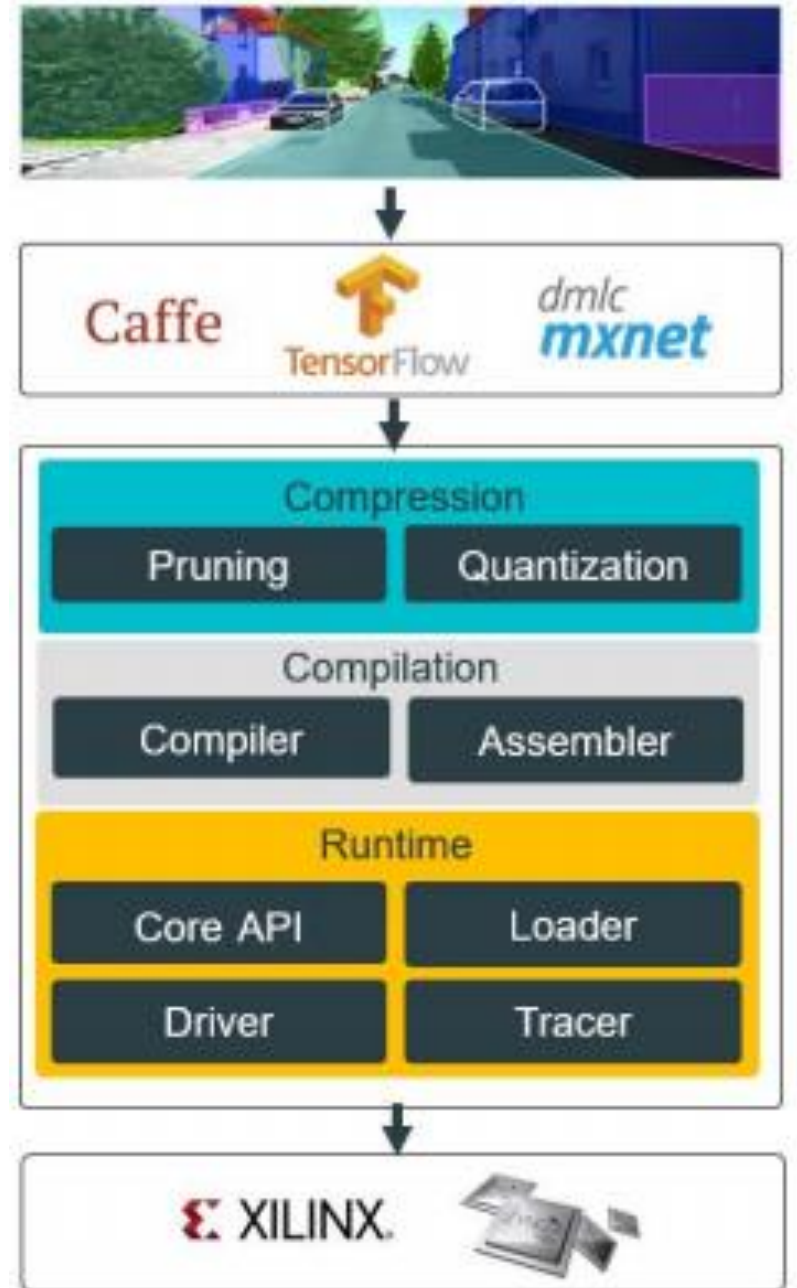 Caffe
TensorFlow
dmlc
mxnet
Compression
Pruning Quantization
Compilation
Compiler Assembler
Runtime
Core API Loader
Driver Tracer
XILINX.